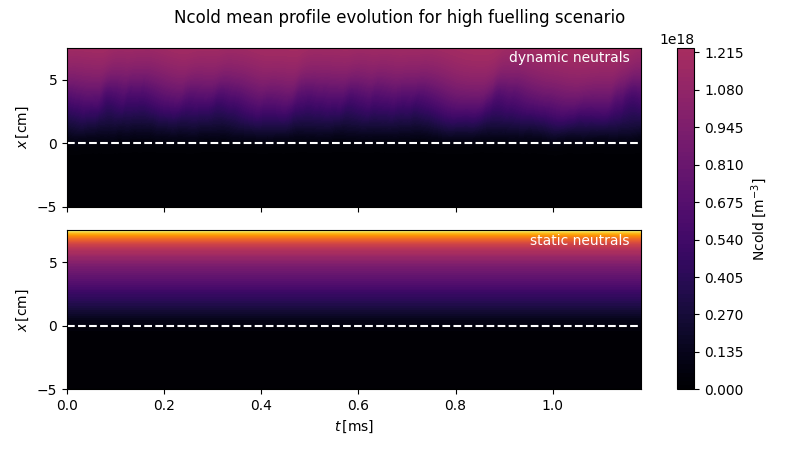 Ncold mean profile evolution for high fuelling scenario
1e18
dynamic neutrals
5
0
−5
x [cm]
static neutrals
5
0
−5
x [cm]
0.0 0.2 0.4 0.6 0.8 1.0
t [ms]
1.215
1.080
0.945
0.810
0.675
0.540
0.405
0.270
0.135
0.000
Ncold [m⁻³]